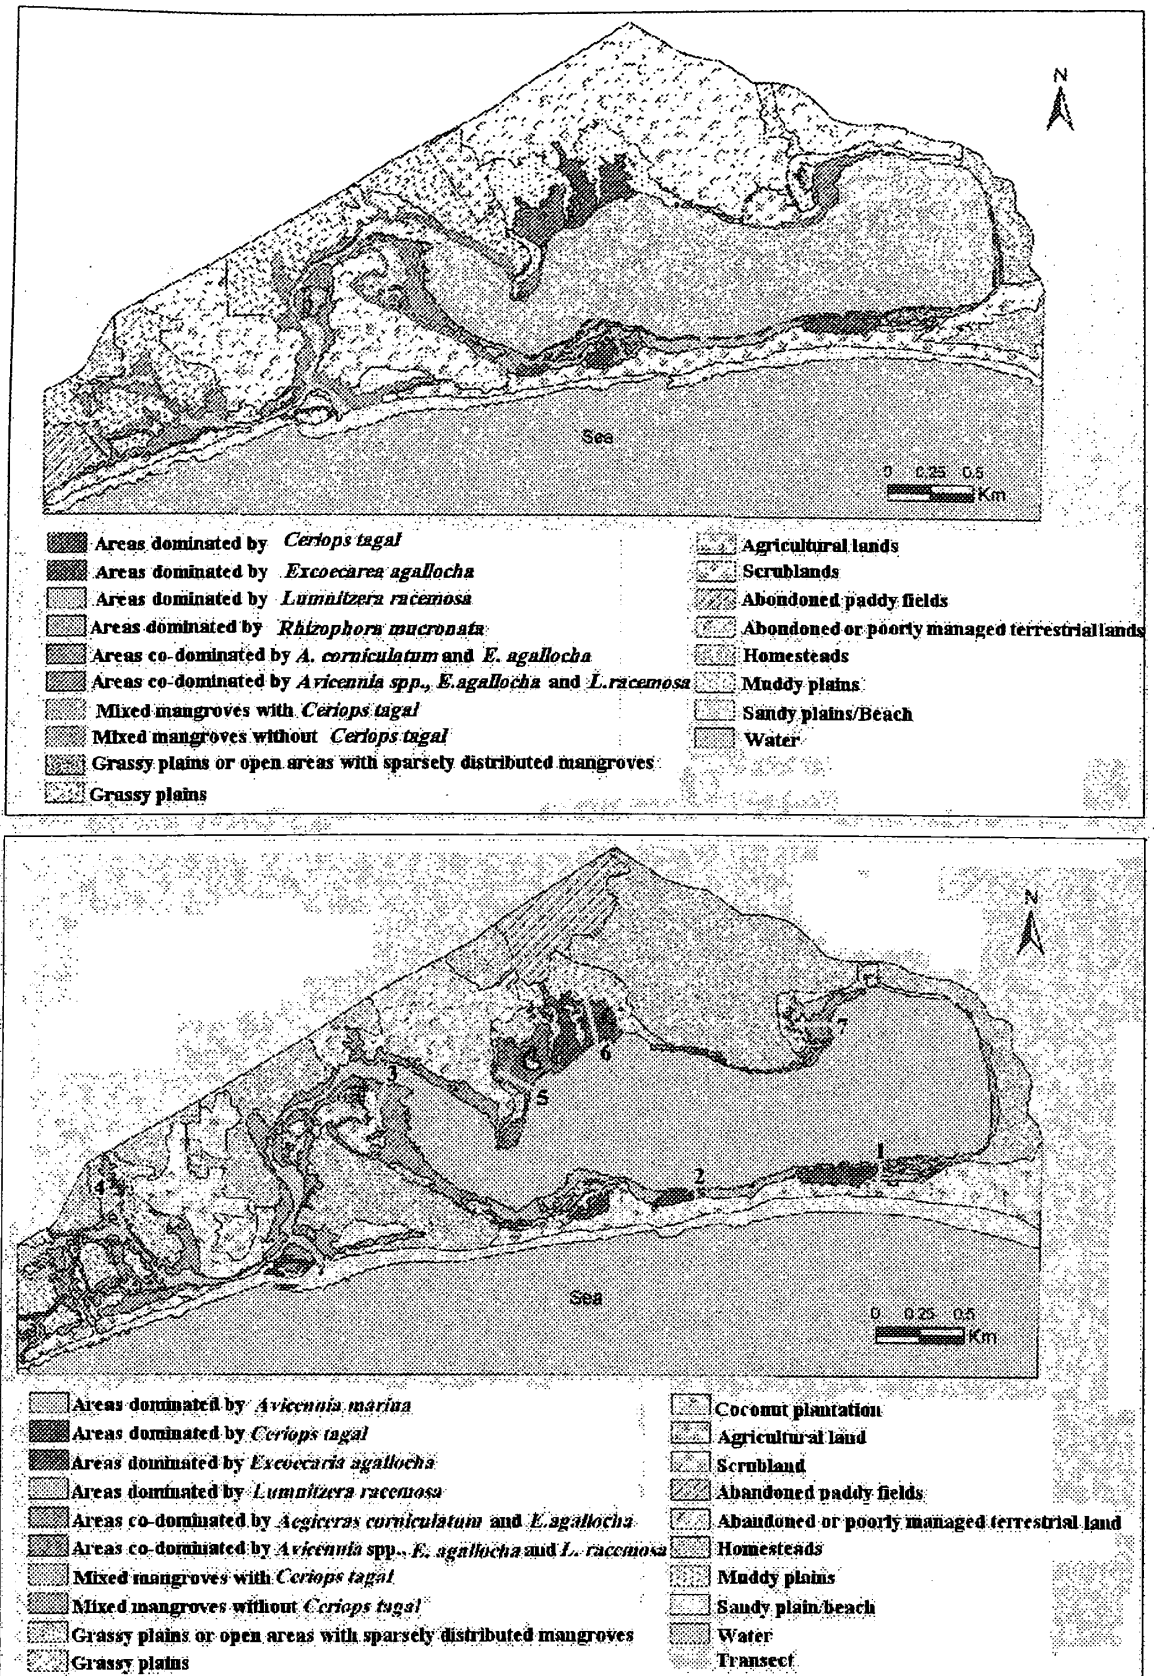 N
Sea
0 0.25 0.5
Km
Areas dominated by Ceriops tagal
Areas dominated by Excoecarea agallocha
Areas dominated by Lumnitzera racemosa
Areas dominated by Rhizophora mucronata
Areas co-dominated by A. corniculatum and E. agallocha
Areas co-dominated by Avicennia spp., E.agallocha and L.racemosa
Mixed mangroves with Ceriops tagal
Mixed mangroves without Ceriops tagal
Grassy plains or open areas with sparsely distributed mangroves
Grassy plains
Agricultural lands
Scrublands
Abondoned paddy fields
Abondoned or poorly managed terrestrial lands
Homesteads
Muddy plains
Sandy plains/Beach
Water
N
7
6
3
5
1
2
4
Sea
0 0.25 0.5
Km
Areas dominated by Avicennia marina
Areas dominated by Ceriops tagal
Areas dominated by Excoecaria agallocha
Areas dominated by Lumnitzera racemosa
Areas co-dominated by Aegiceras corniculatum and E.agallocha
Areas co-dominated by Avicennia spp., E. agallocha and L. racemosa
Mixed mangroves with Ceriops tagal
Mixed mangroves without Ceriops tagal
Grassy plains or open areas with sparsely distributed mangroves
Grassy plains
Coconut plantation
Agricultural land
Scrubland
Abandoned paddy fields
Abandoned or poorly managed terrestrial land
Homesteads
Muddy plains
Sandy plain/beach
Water
Transect